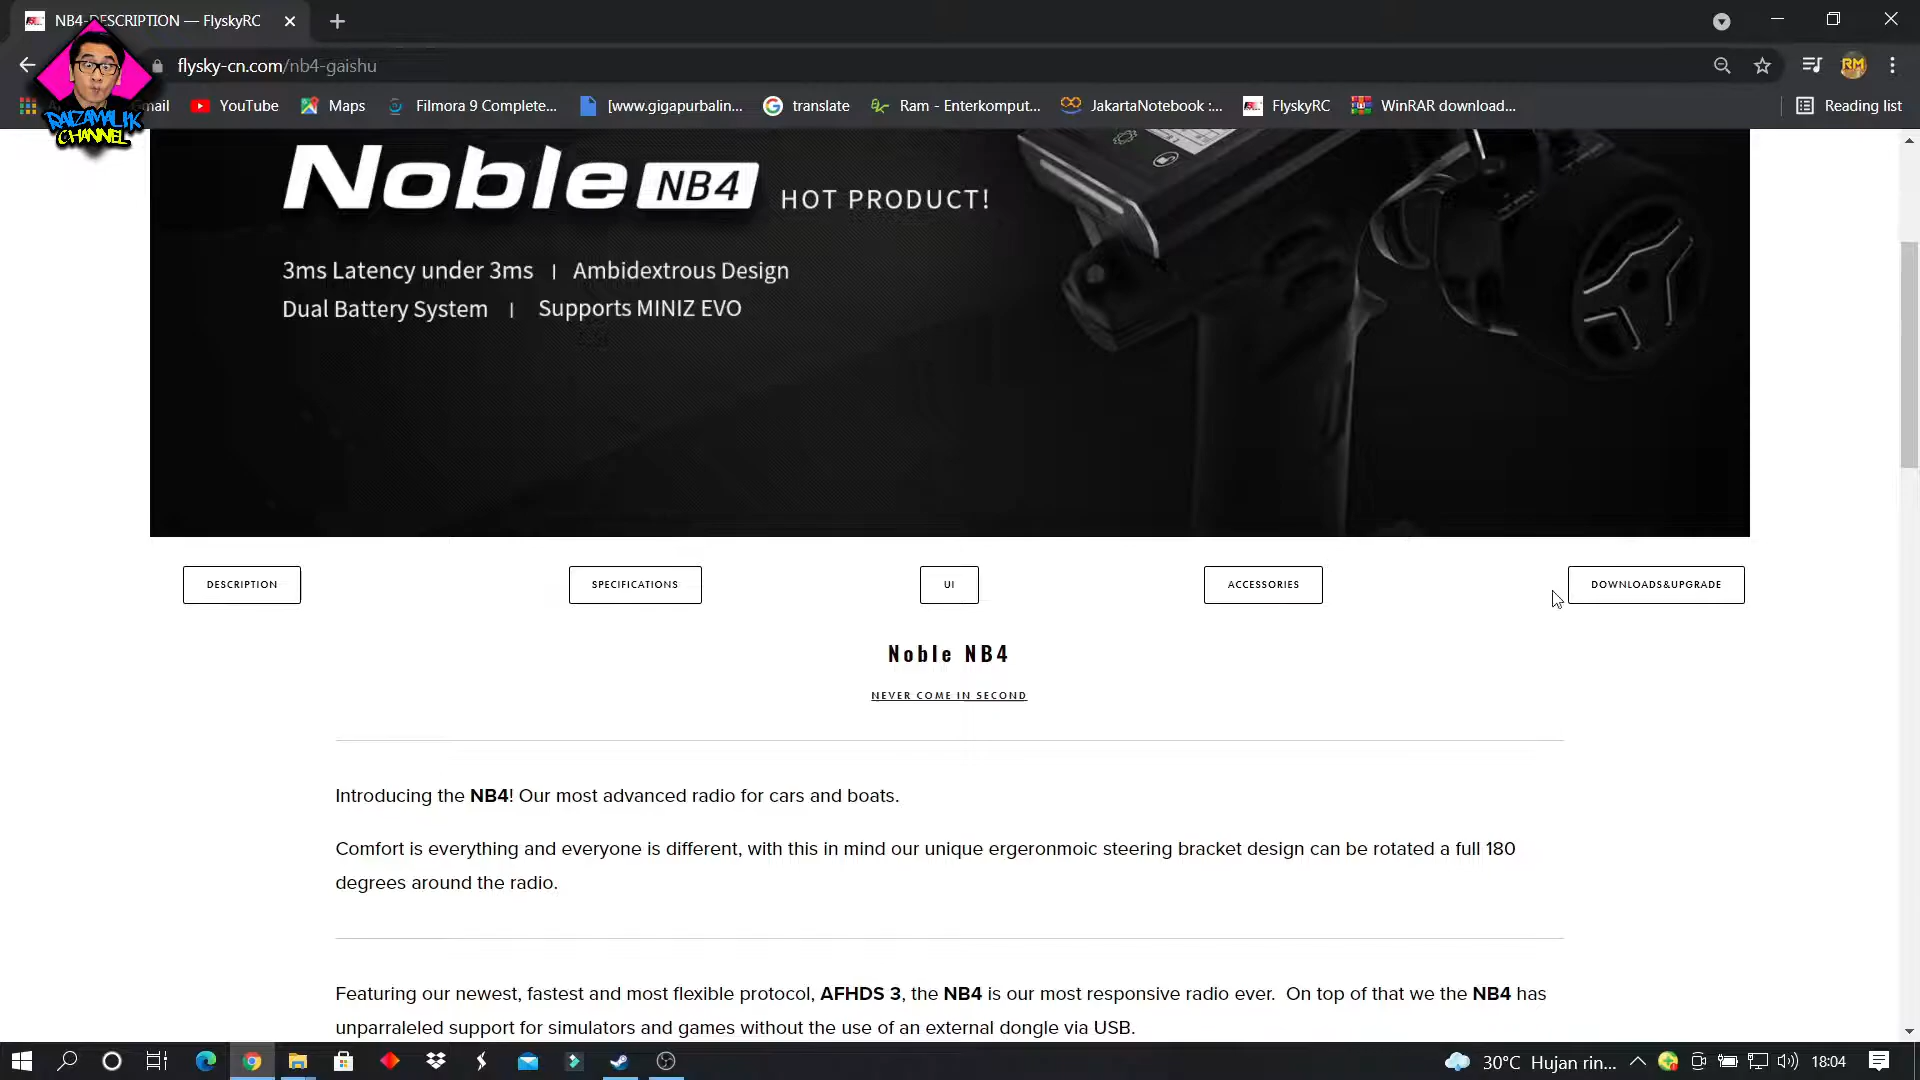 NB4-DESCRIPTION — FlyskyRC
flysky-cn.com/nb4-gaishu
RM
RAIZAMALIK
CHANNEL
YouTube
Maps
Filmora 9 Complete...
[www.gigapurbalin...
translate
Ram - Enterkomput...
JakartaNotebook :...
FlyskyRC
WinRAR download...
Reading list
Noble NB4 HOT PRODUCT!
3ms Latency under 3ms | Ambidextrous Design
Dual Battery System | Supports MINIZ EVO
DESCRIPTION
SPECIFICATIONS
UI
ACCESSORIES
DOWNLOADS&UPGRADE
Noble NB4
NEVER COME IN SECOND
Introducing the NB4! Our most advanced radio for cars and boats.
Comfort is everything and everyone is different, with this in mind our unique ergeronmoic steering bracket design can be rotated a full 180
degrees around the radio.
Featuring our newest, fastest and most flexible protocol, AFHDS 3, the NB4 is our most responsive radio ever. On top of that we the NB4 has
unparraleled support for simulators and games without the use of an external dongle via USB.
30°C Hujan rin...
18:04